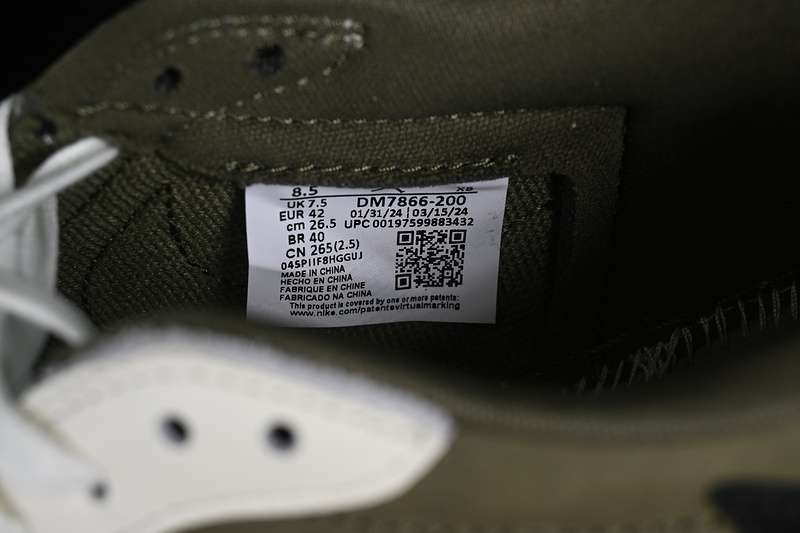 8.5 XB
UK 7.5 DM7866-200
EUR 42 01/31/24 | 03/15/24
cm 26.5 UPC 00197599883432
BR 40
CN 265(2.5)
045PIIF8HGGUJ
MADE IN CHINA
HECHO EN CHINA
FABRIQUE EN CHINE
FABRICADO NA CHINA
This product is covered by one or more patents:
www.nike.com/patentsvirtualmarking